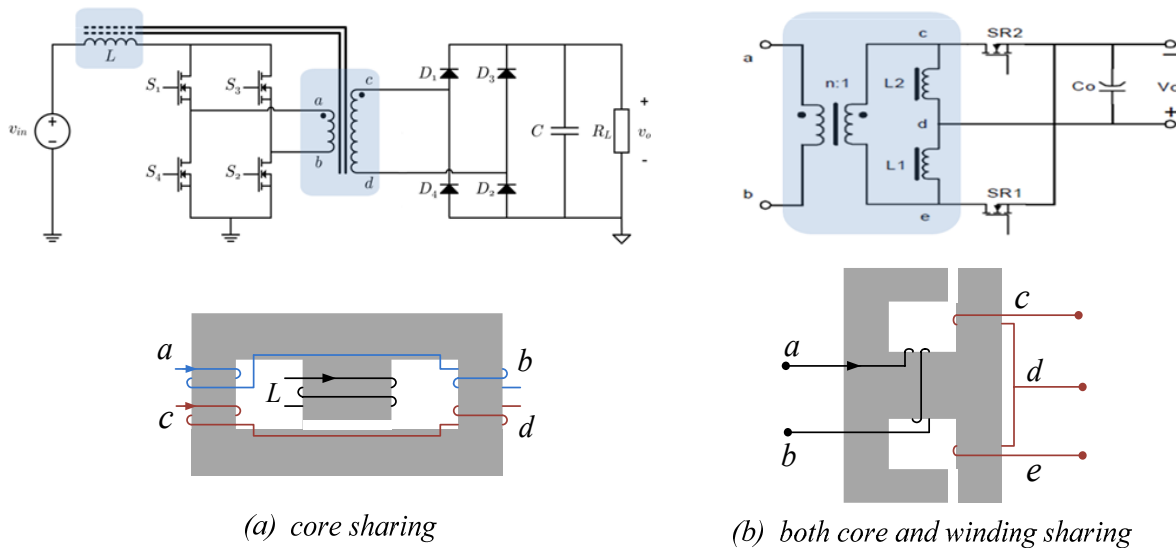 L
S1
S3
a
c
D1
D3
vin
+
-
C
RL
+
vo
-
b
d
S4
S2
D4
D2
c
SR2
a
n:1
L2
Co
Vo
d
+
L1
b
SR1
e
a
b
L
c
d
(a) core sharing
c
a
d
b
e
(b) both core and winding sharing